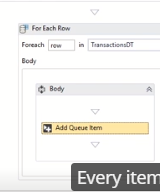 For Each Row
Foreach row in TransactionsDT
Body
Body
Add Queue Item
Every item